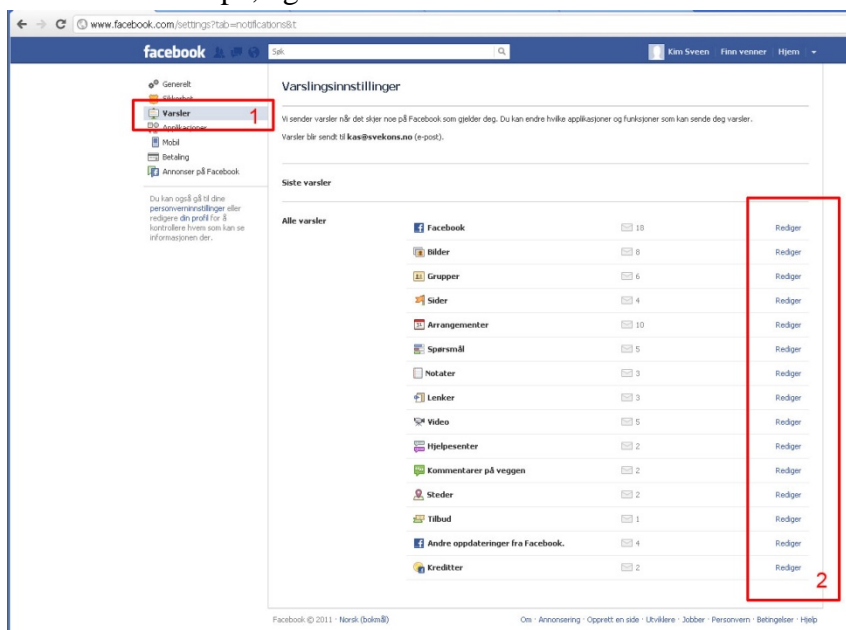 www.facebook.com/settings?tab=notifications&t
facebook
Søk
Kim Sveen Finn venner Hjem
Generelt
Sikkerhet
Varsler 1
Applikasjoner
Mobil
Betaling
Annonser på Facebook
Du kan også gå til dine
personverninnstillinger eller
redigere din profil for å
kontrollere hvem som kan se
informasjonen der.
Varslingsinnstillinger
Vi sender varsler når det skjer noe på Facebook som gjelder deg. Du kan endre hvilke applikasjoner og funksjoner som kan sende deg varsler.
Varsler blir sendt til kas@svekons.no (e-post).
Siste varsler
Alle varsler
Facebook 18 Rediger
Bilder 8 Rediger
Grupper 6 Rediger
Sider 4 Rediger
Arrangementer 10 Rediger
Spørsmål 5 Rediger
Notater 3 Rediger
Lenker 3 Rediger
Video 5 Rediger
Hjelpesenter 2 Rediger
Kommentarer på veggen 2 Rediger
Steder 2 Rediger
Tilbud 1 Rediger
Andre oppdateringer fra Facebook. 4 Rediger
Kreditter 2 Rediger
2
Facebook © 2011 · Norsk (bokmål)
Om · Annonsering · Opprett en side · Utviklere · Jobber · Personvern · Betingelser · Hjelp